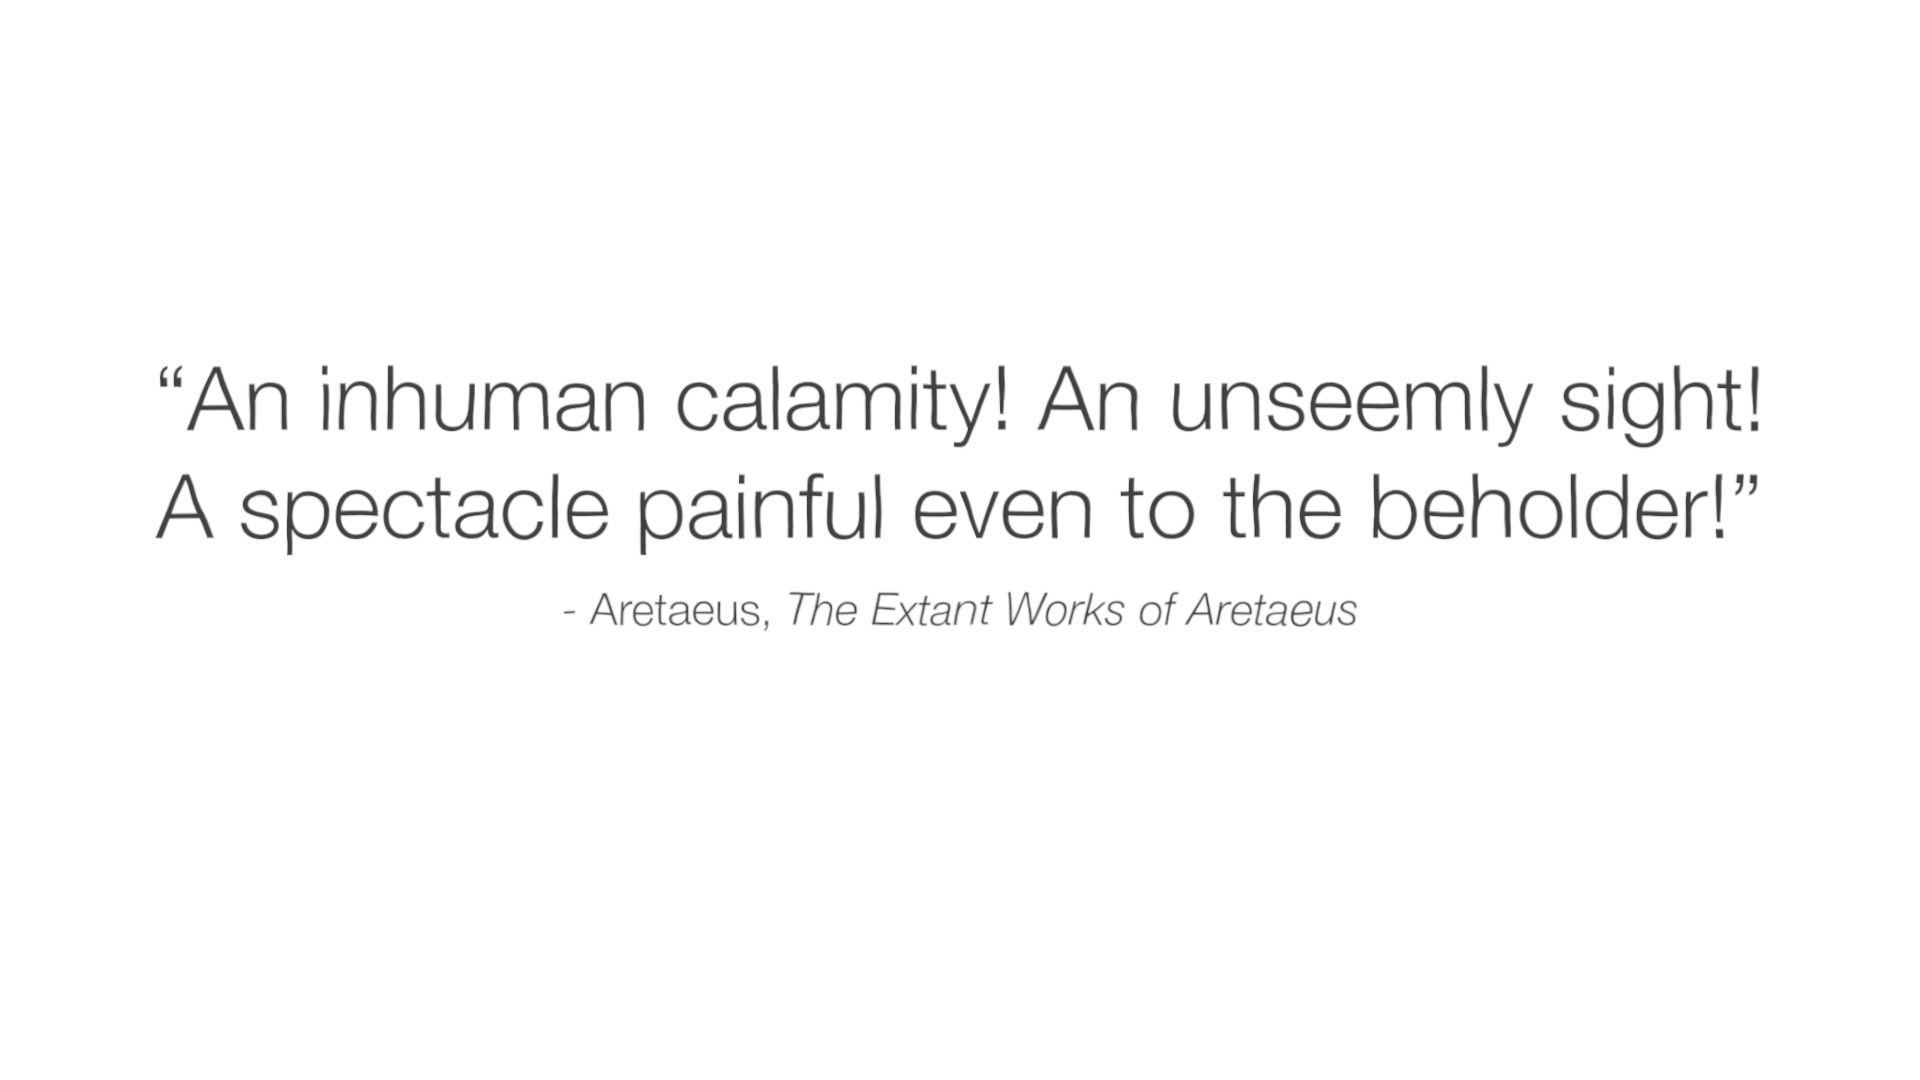 “An inhuman calamity! An unseemly sight!
A spectacle painful even to the beholder!”
- Aretaeus, The Extant Works of Aretaeus